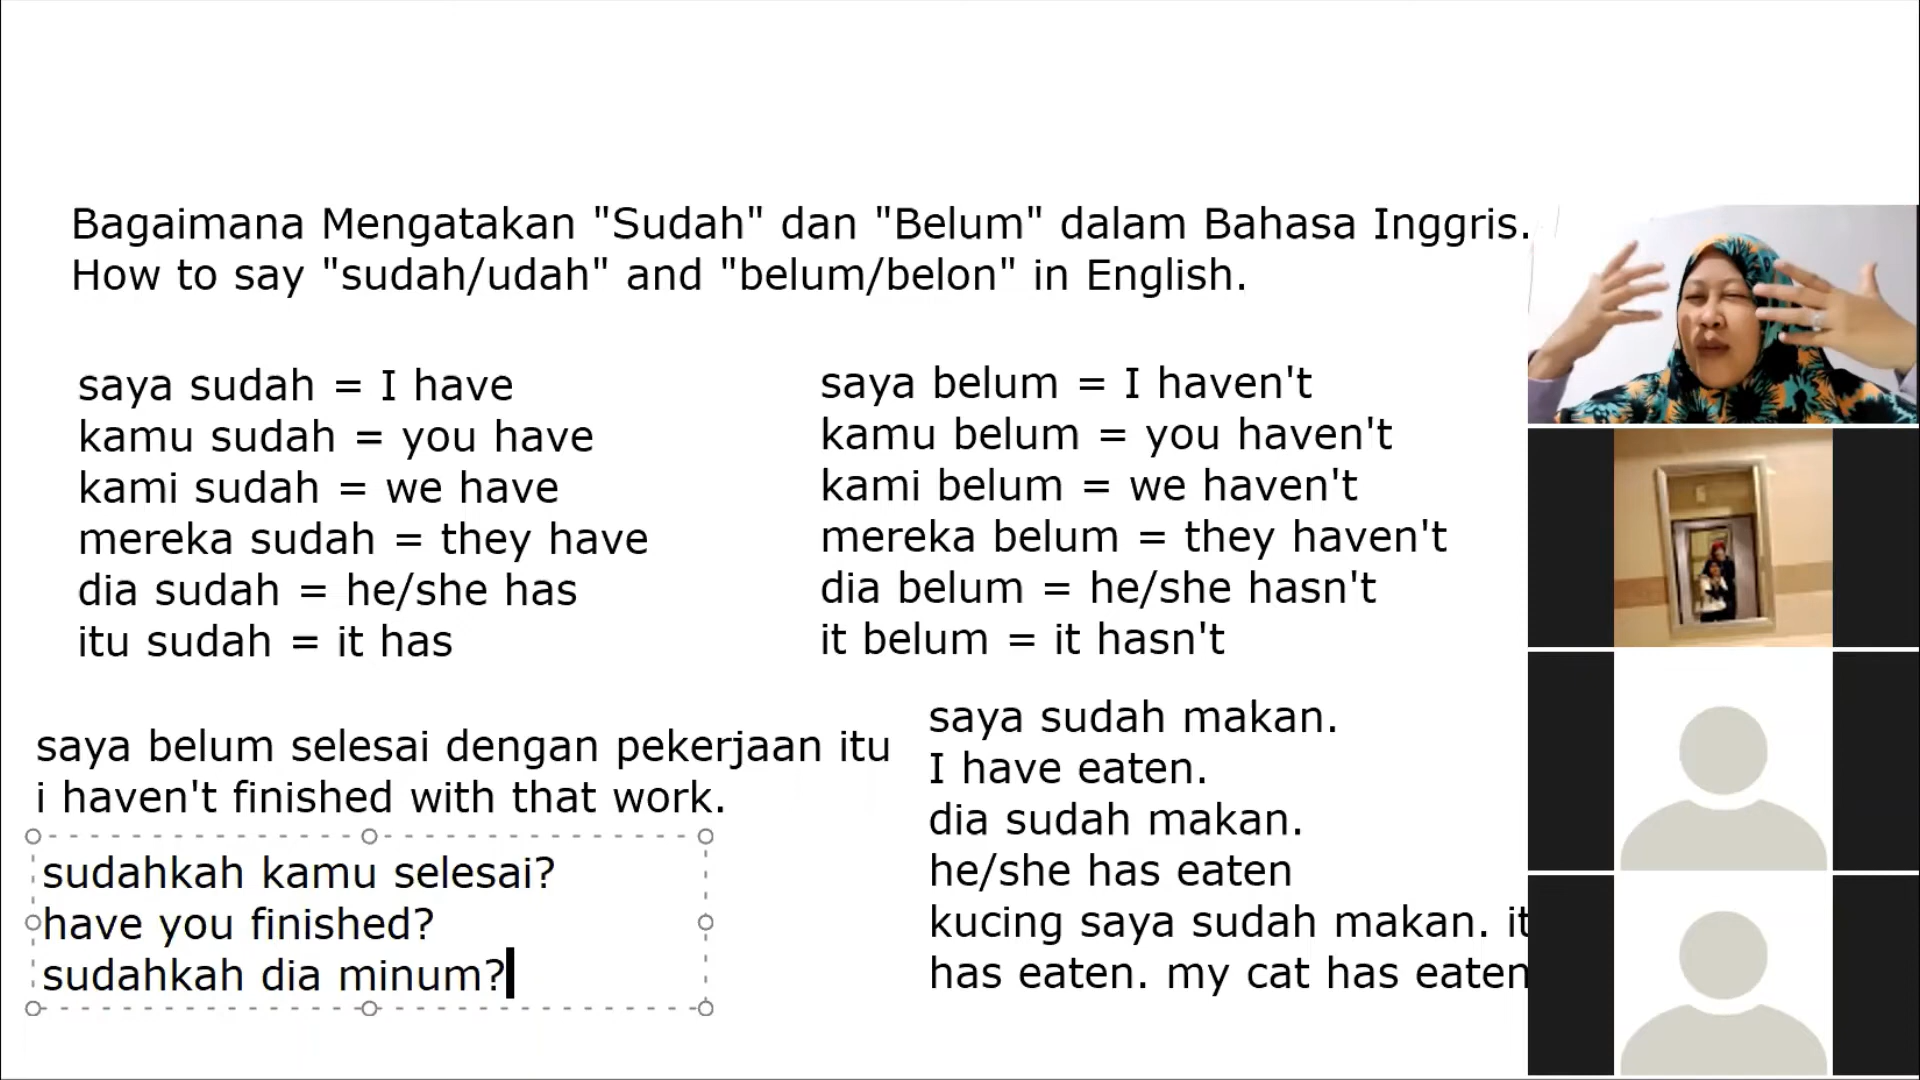 Bagaimana Mengatakan "Sudah" dan "Belum" dalam Bahasa Inggris.
How to say "sudah/udah" and "belum/belon" in English.
saya sudah = I have
kamu sudah = you have
kami sudah = we have
mereka sudah = they have
dia sudah = he/she has
itu sudah = it has
saya belum = I haven't
kamu belum = you haven't
kami belum = we haven't
mereka belum = they haven't
dia belum = he/she hasn't
it belum = it hasn't
saya belum selesai dengan pekerjaan itu
i haven't finished with that work.
sudahkah kamu selesai?
have you finished?
sudahkah dia minum?
saya sudah makan.
I have eaten.
dia sudah makan.
he/she has eaten
kucing saya sudah makan. it
has eaten. my cat has eaten